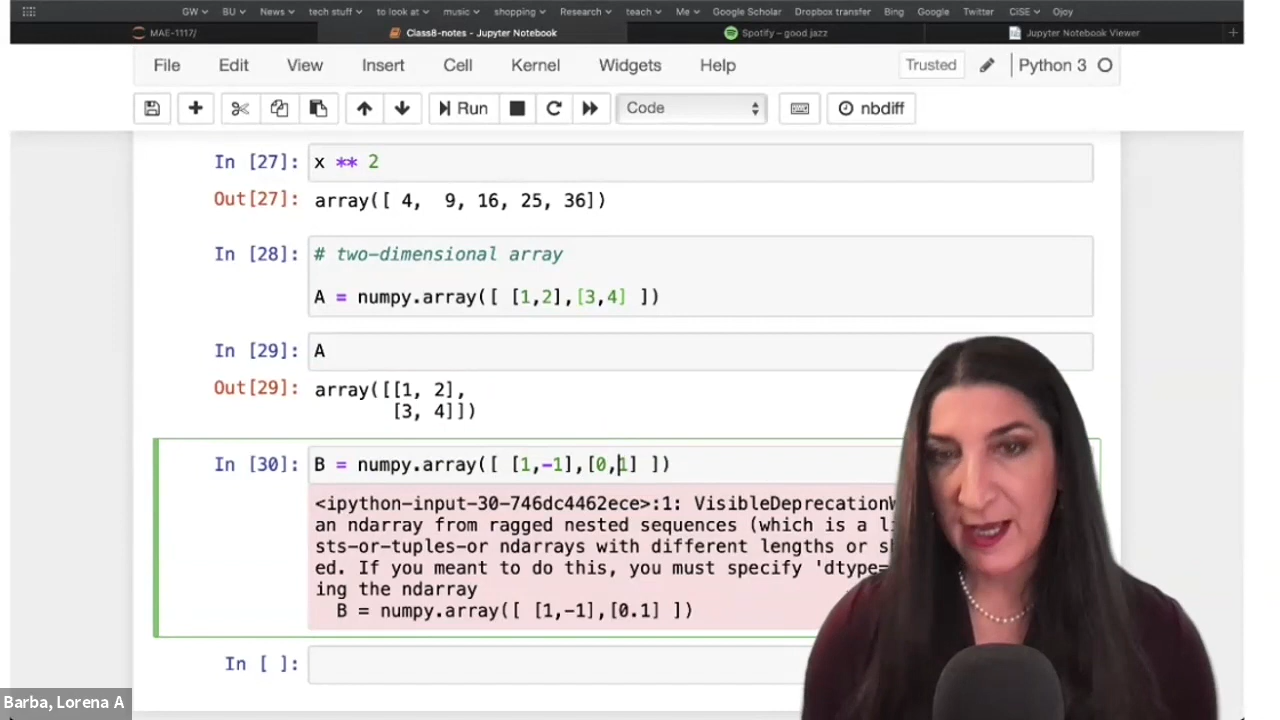 GW BU News tech stuff to look at music shopping Research teach Me Google Scholar Dropbox transfer Bing Google Twitter CiSE Ojoy
MAE-1117/ Class8-notes - Jupyter Notebook Spotify – good jazz Jupyter Notebook Viewer
File Edit View Insert Cell Kernel Widgets Help Trusted Python 3
Run Code nbdiff
In [27]: x ** 2
Out[27]: array([ 4,  9, 16, 25, 36])
In [28]: # two-dimensional array
A = numpy.array([ [1,2],[3,4] ])
In [29]: A
Out[29]: array([[1, 2],
[3, 4]])
In [30]: B = numpy.array([ [1,-1],[0,1] ])
<ipython-input-30-746dc4462ece>:1: VisibleDeprecation
an ndarray from ragged nested sequences (which is a
sts-or-tuples-or ndarrays with different lengths or
ed. If you meant to do this, you must specify 'dtype=
ing the ndarray
B = numpy.array([ [1,-1],[0.1] ])
In [ ]:
Barba, Lorena A